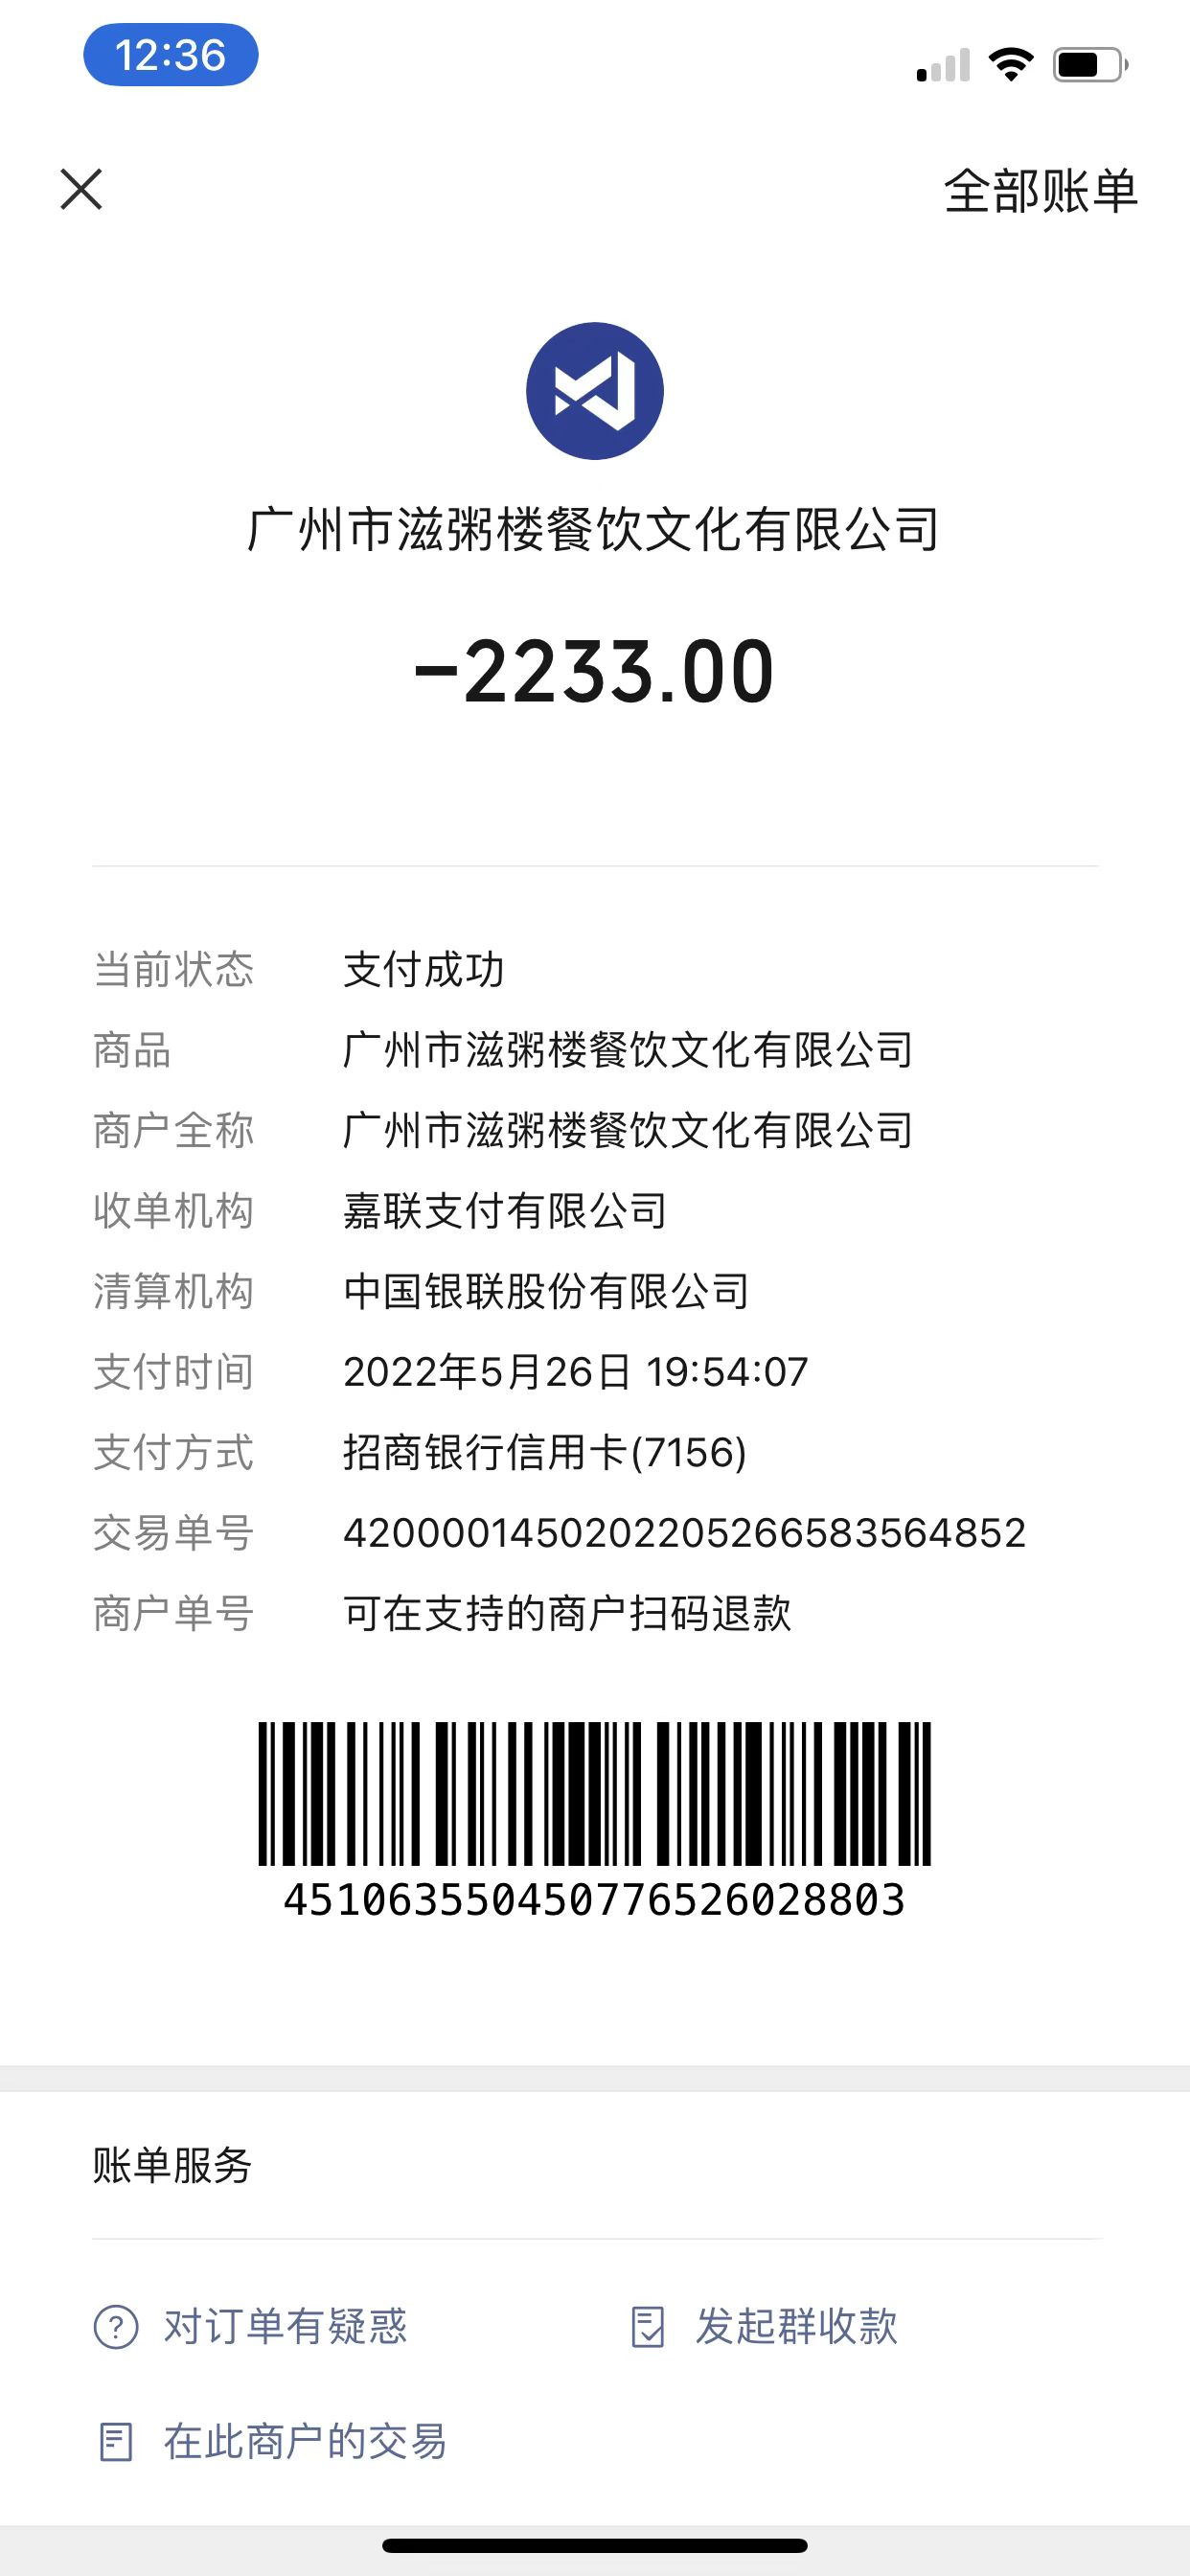 12:36
全部账单
广州市滋粥楼餐饮文化有限公司
-2233.00
当前状态 支付成功
商品 广州市滋粥楼餐饮文化有限公司
商户全称 广州市滋粥楼餐饮文化有限公司
收单机构 嘉联支付有限公司
清算机构 中国银联股份有限公司
支付时间 2022年5月26日 19:54:07
支付方式 招商银行信用卡(7156)
交易单号 4200001450202205266583564852
商户单号 可在支持的商户扫码退款
451063550450776526028803
账单服务
对订单有疑惑 发起群收款
在此商户的交易